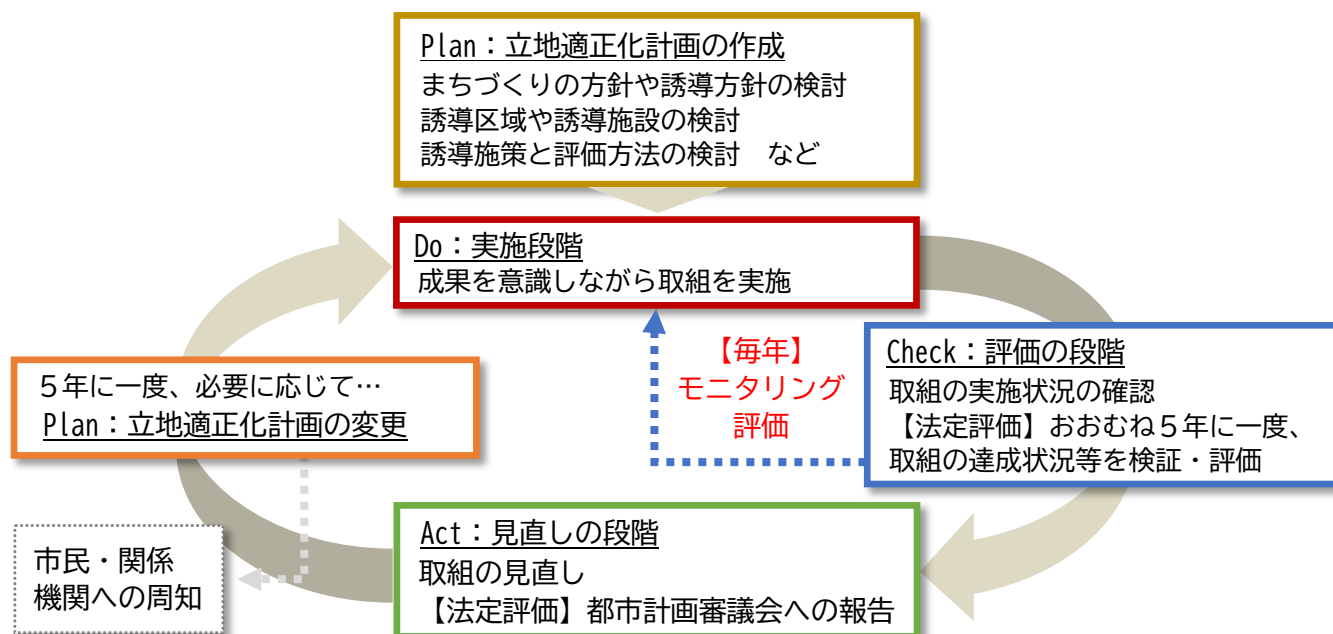 Plan：立地適正化計画の作成
まちづくりの方針や誘導方針の検討
誘導区域や誘導施設の検討
誘導施策と評価方法の検討　など
Do：実施段階
成果を意識しながら取組を実施
【毎年】
モニタリング
評価
Check：評価の段階
取組の実施状況の確認
【法定評価】おおむね５年に一度、
取組の達成状況等を検証・評価
５年に一度、必要に応じて…
Plan：立地適正化計画の変更
Act：見直しの段階
取組の見直し
【法定評価】都市計画審議会への報告
市民・関係
機関への周知